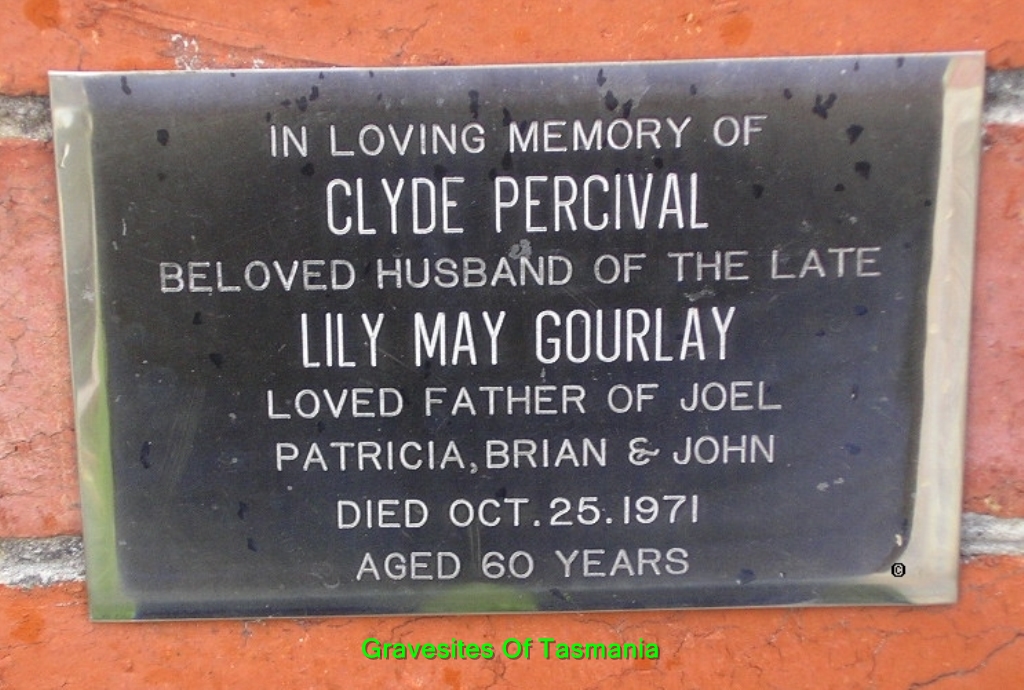 IN LOVING MEMORY OF
CLYDE PERCIVAL
BELOVED HUSBAND OF THE LATE
LILY MAY GOURLAY
LOVED FATHER OF JOEL
PATRICIA, BRIAN & JOHN
DIED OCT. 25. 1971
AGED 60 YEARS
©
Gravesites Of Tasmania